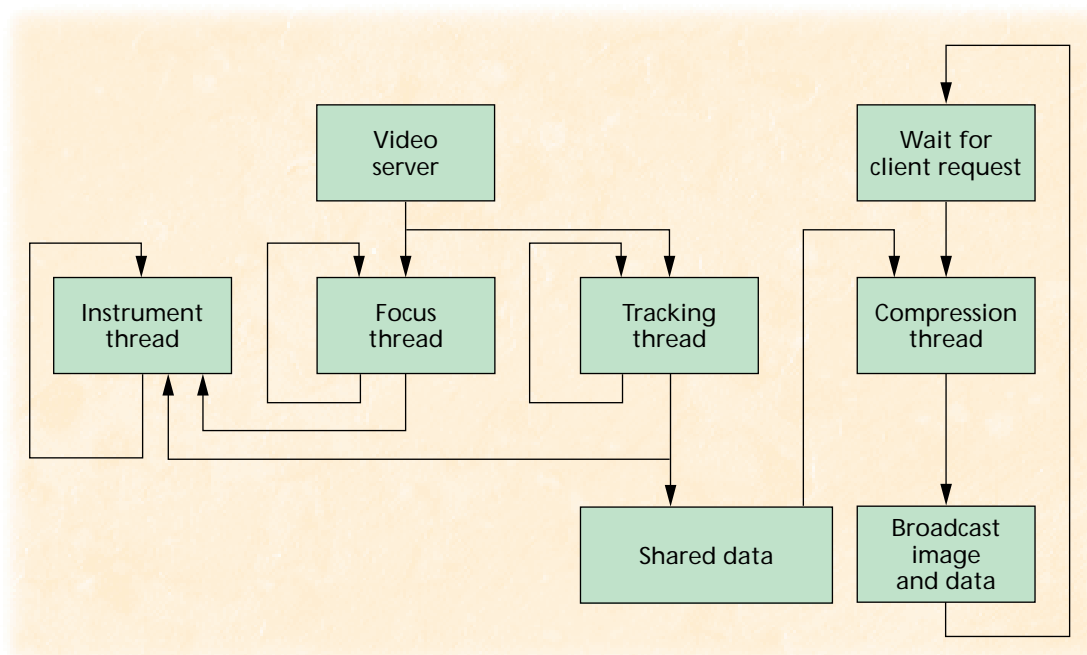 Video
server
Wait for
client request
Instrument
thread
Focus
thread
Tracking
thread
Compression
thread
Shared data
Broadcast
image
and data